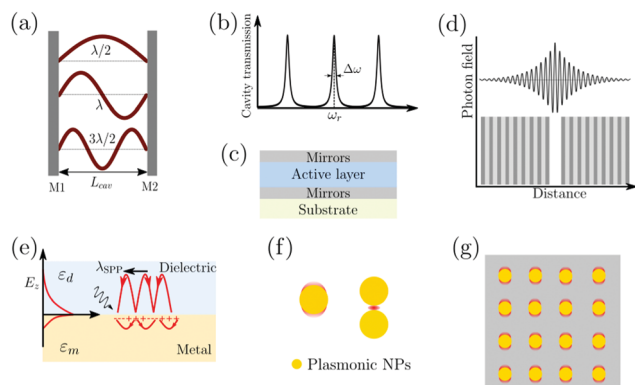 (a)
λ/2
λ
3λ/2
L_cav
M1
M2
(b)
Cavity transmission
Δω
ω_r
(c)
Mirrors
Active layer
Mirrors
Substrate
(d)
Photon field
Distance
(e)
E_z
ε_d
λ_SPP
Dielectric
ε_m
Metal
(f)
Plasmonic NPs
(g)